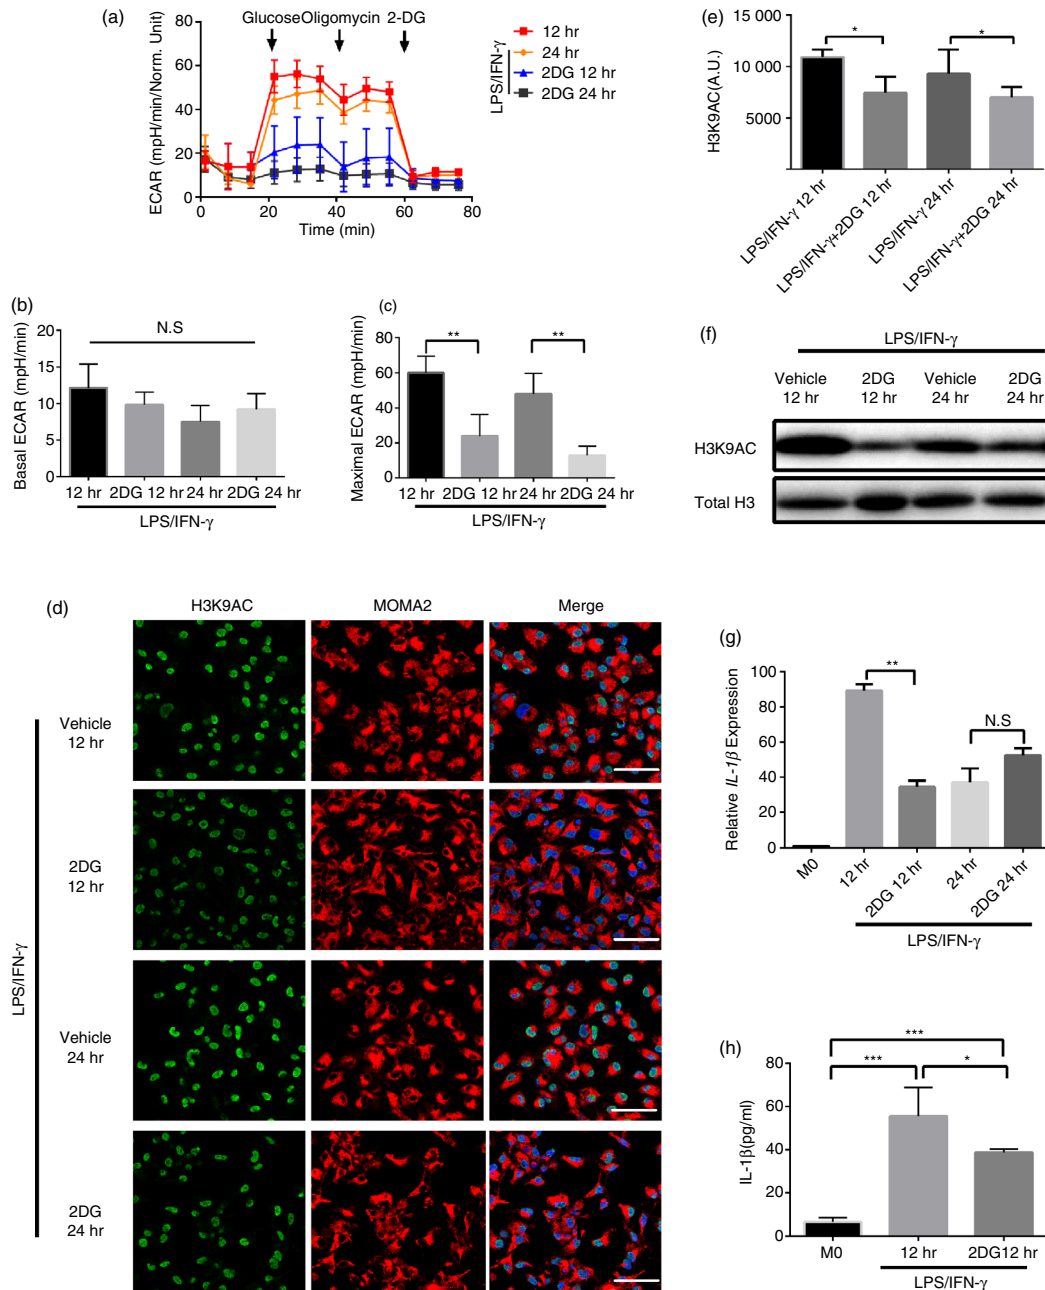 (a)
Glucose Oligomycin 2-DG
ECAR (mpH/min/Norm. Unit)
80
60
40
20
0
0 20 40 60 80
Time (min)
LPS/IFN-γ
12 hr
24 hr
2DG 12 hr
2DG 24 hr
(e)
H3K9AC(A.U.)
15 000
10 000
5000
*
*
LPS/IFN-γ 12 hr
LPS/IFN-γ+2DG 12 hr
LPS/IFN-γ 24 hr
LPS/IFN-γ+2DG 24 hr
(b)
Basal ECAR (mpH/min)
20
15
10
5
0
N.S
12 hr 2DG 12 hr 24 hr 2DG 24 hr
LPS/IFN-γ
(c)
Maximal ECAR (mpH/min)
80
60
40
20
0
**
**
12 hr 2DG 12 hr 24 hr 2DG 24 hr
LPS/IFN-γ
(f)
LPS/IFN-γ
Vehicle 2DG Vehicle 2DG
12 hr 12 hr 24 hr 24 hr
H3K9AC
Total H3
(d)
H3K9AC MOMA2 Merge
LPS/IFN-γ
Vehicle
12 hr
2DG
12 hr
Vehicle
24 hr
2DG
24 hr
(g)
Relative IL-1β Expression
100
80
60
40
20
0
**
N.S
M0
12 hr
2DG 12 hr
24 hr
2DG 24 hr
LPS/IFN-γ
(h)
IL-1β(pg/ml)
80
60
40
20
0
***
***
*
M0 12 hr 2DG12 hr
LPS/IFN-γ